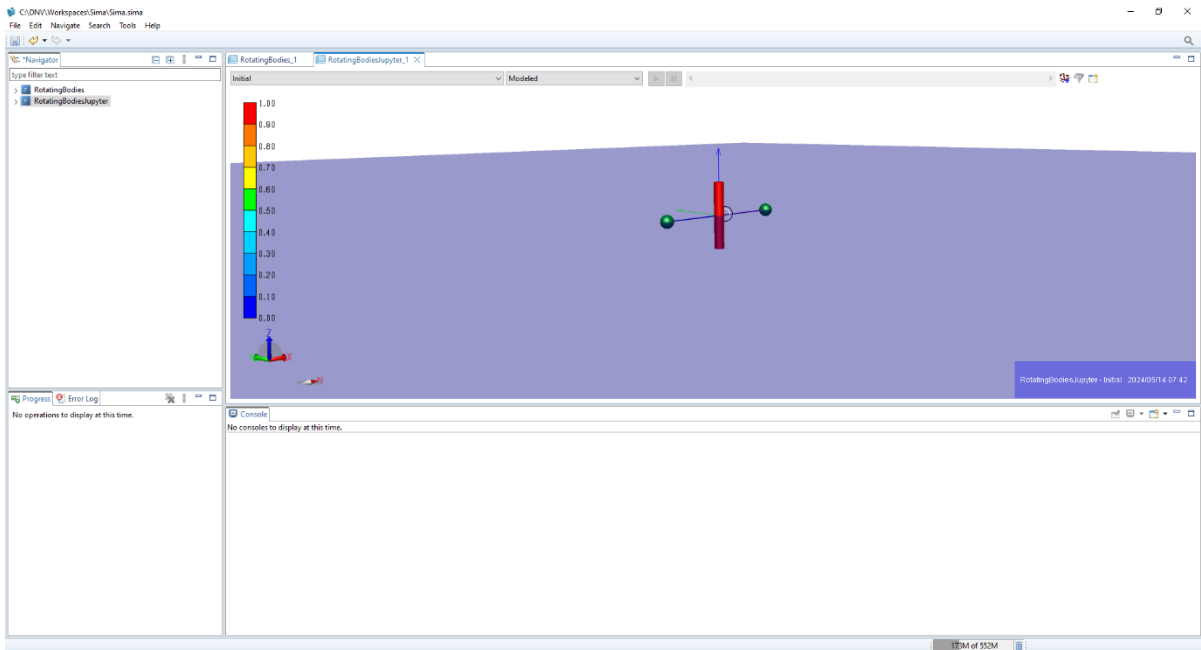 C:\DNV\Workspaces\Sima\Sima.sima
File Edit Navigate Search Tools Help
*Navigator
type filter text
RotatingBodies
RotatingBodiesJupyter
RotatingBodies_1
RotatingBodiesJupyter_1
Initial
Modeled
1.00
0.90
0.80
0.70
0.60
0.50
0.40
0.30
0.20
0.10
0.00
Z
X
N
RotatingBodiesJupyter - Initial 2024/05/14 07:42
Progress
Error Log
No operations to display at this time.
Console
No consoles to display at this time.
173M of 552M